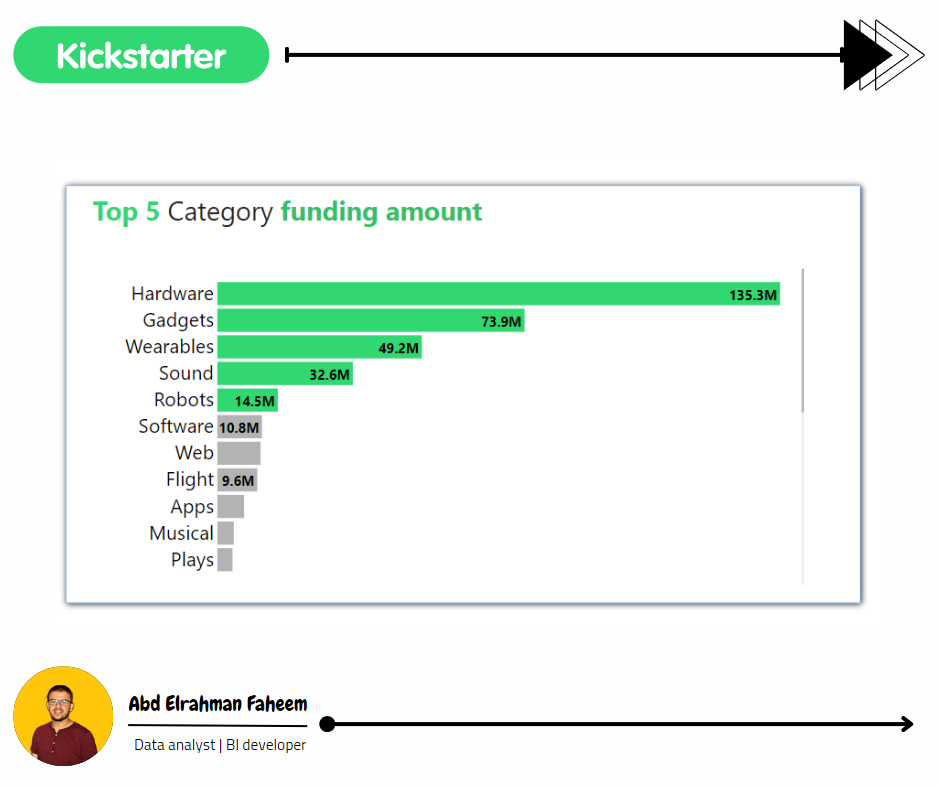 Kickstarter
Top 5 Category funding amount
Hardware 135.3M
Gadgets 73.9M
Wearables 49.2M
Sound 32.6M
Robots 14.5M
Software 10.8M
Web
Flight 9.6M
Apps
Musical
Plays
Abd Elrahman Faheem
Data analyst | BI developer